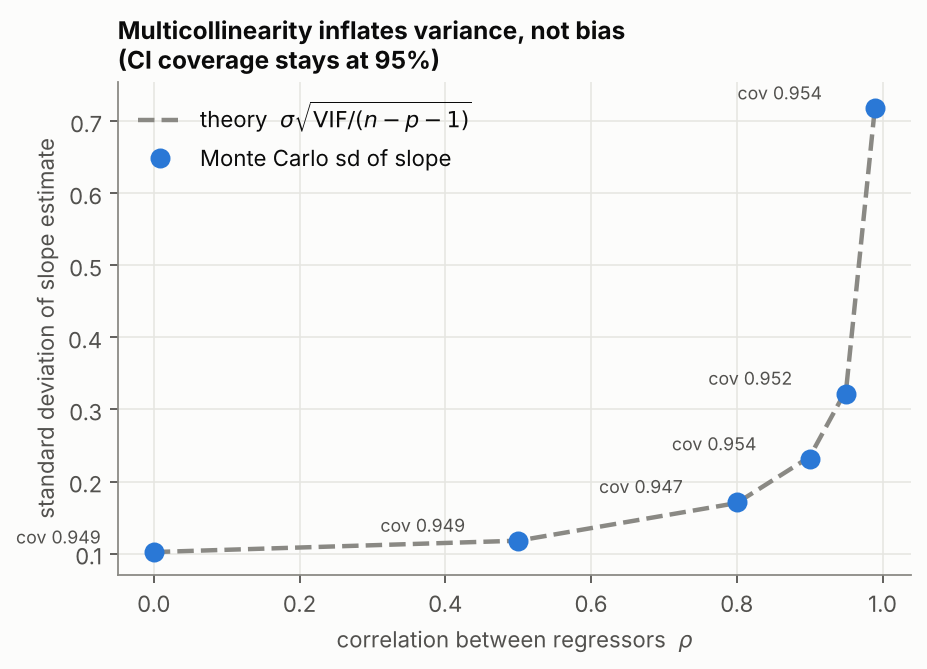 Multicollinearity inflates variance, not bias
(CI coverage stays at 95%)
theory σ√VIF/(n − p − 1)
Monte Carlo sd of slope
standard deviation of slope estimate
0.7
0.6
0.5
0.4
0.3
0.2
0.1
cov 0.954
cov 0.952
cov 0.954
cov 0.947
cov 0.949
cov 0.949
0.0
0.2
0.4
0.6
0.8
1.0
correlation between regressors ρ